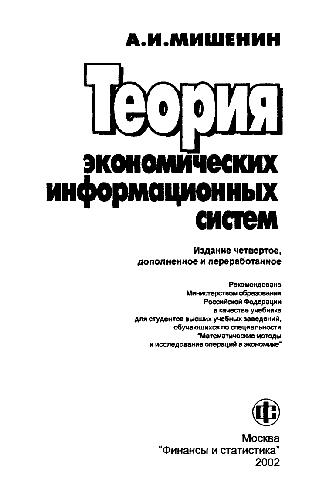 А.И.МИШЕНИН
Теория
экономических
информационных
систем
Издание четвертое,
дополненное и переработанное
Рекомендовано
Министерством образования
Российской Федерации
в качестве учебника
для студентов высших учебных заведений,
обучающихся по специальности
"Математические методы
и исследование операций в экономике"
Москва
"Финансы и статистика"
2002